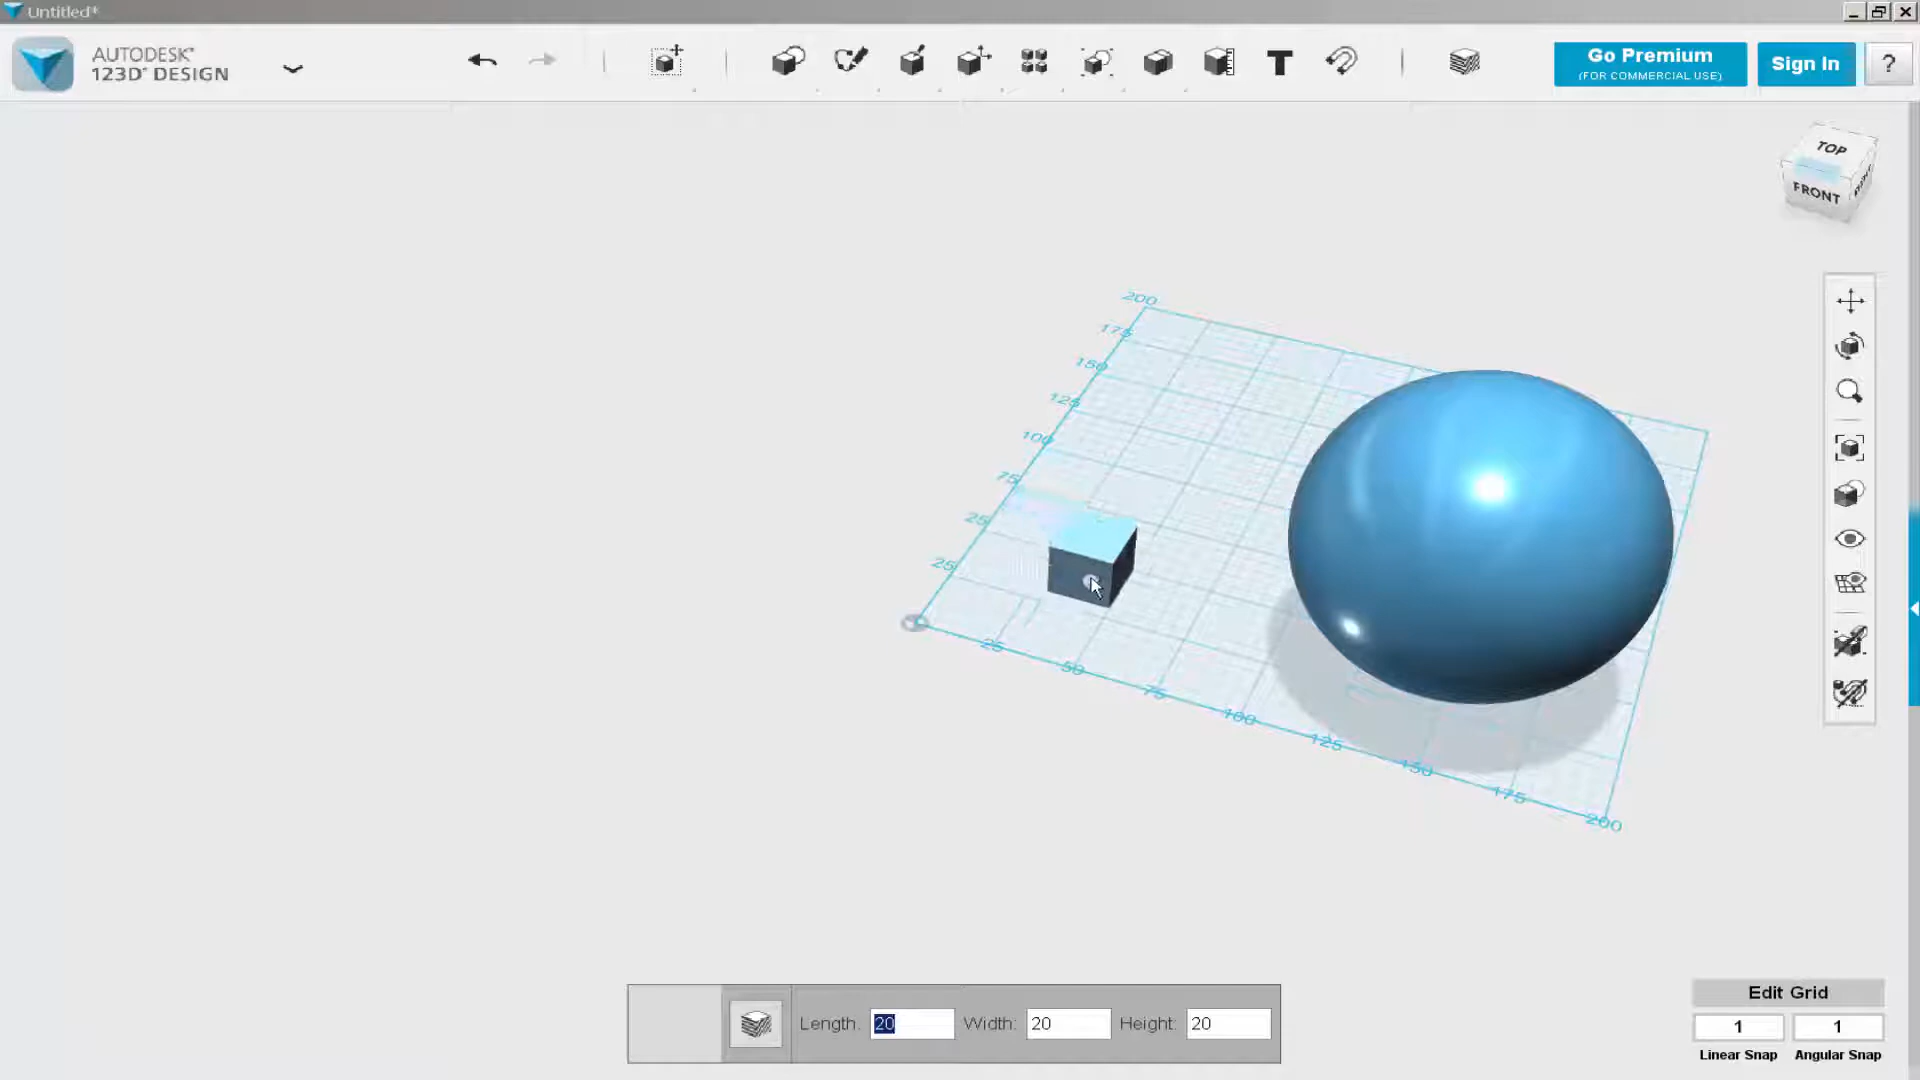 Untitled*
AUTODESK®
123D® DESIGN
Go Premium
(FOR COMMERCIAL USE)
Sign In
?
TOP
FRONT
200
175
150
125
100
75
25
25
25
50
75
100
125
150
175
200
Length: 20 Width: 20 Height: 20
Edit Grid
1 1
Linear Snap Angular Snap